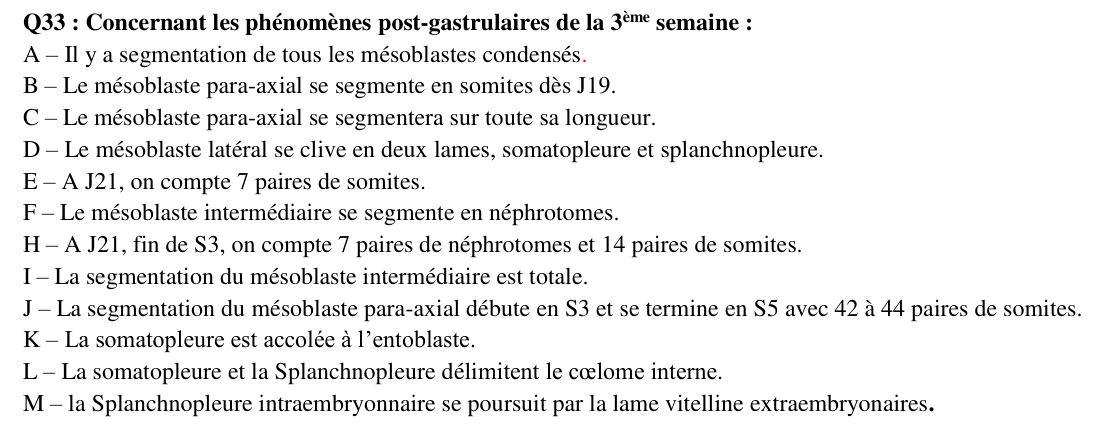 Q33 : Concernant les phénomènes post-gastrulaires de la 3ème semaine :
A – Il y a segmentation de tous les mésoblastes condensés.
B – Le mésoblaste para-axial se segmente en somites dès J19.
C – Le mésoblaste para-axial se segmentera sur toute sa longueur.
D – Le mésoblaste latéral se clive en deux lames, somatopleure et splanchnopleure.
E – A J21, on compte 7 paires de somites.
F – Le mésoblaste intermédiaire se segmente en néphrotomes.
H – A J21, fin de S3, on compte 7 paires de néphrotomes et 14 paires de somites.
I – La segmentation du mésoblaste intermédiaire est totale.
J – La segmentation du mésoblaste para-axial débute en S3 et se termine en S5 avec 42 à 44 paires de somites.
K – La somatopleure est accolée à l’entoblaste.
L – La somatopleure et la Splanchnopleure délimitent le cœlome interne.
M – la Splanchnopleure intraembryonnaire se poursuit par la lame vitelline extraembryonaires.